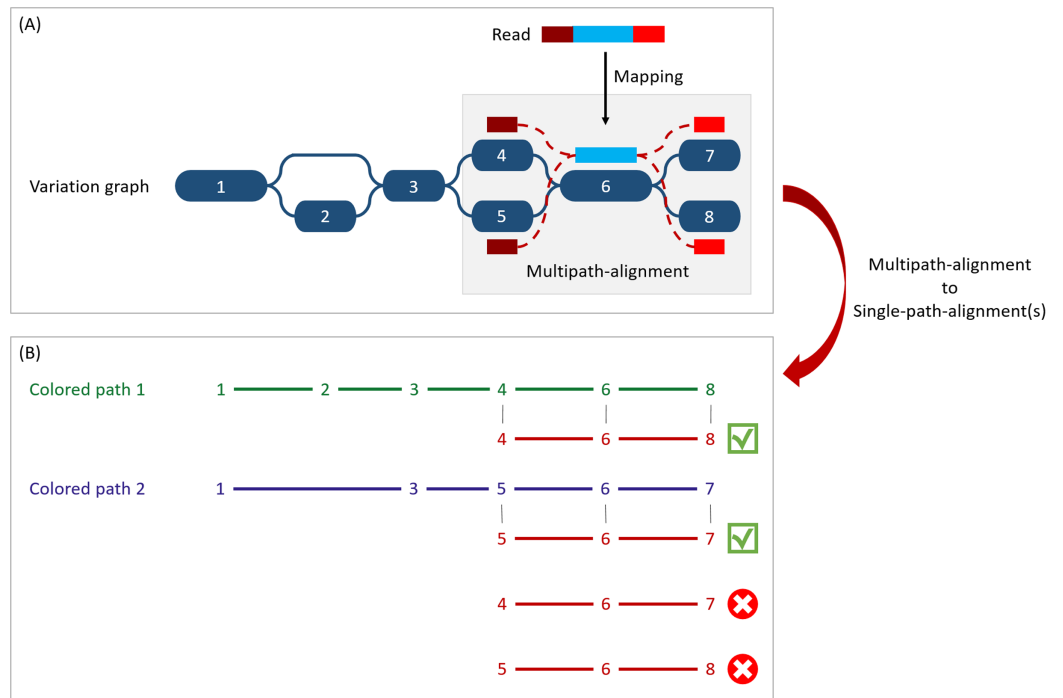 (A)
Read
Mapping
Variation graph
1
2
3
4
5
6
7
8
Multipath-alignment
Multipath-alignment
to
Single-path-alignment(s)
(B)
Colored path 1 1 2 3 4 6 8
4 6 8
Colored path 2 1 3 5 6 7
5 6 7
4 6 7
5 6 8